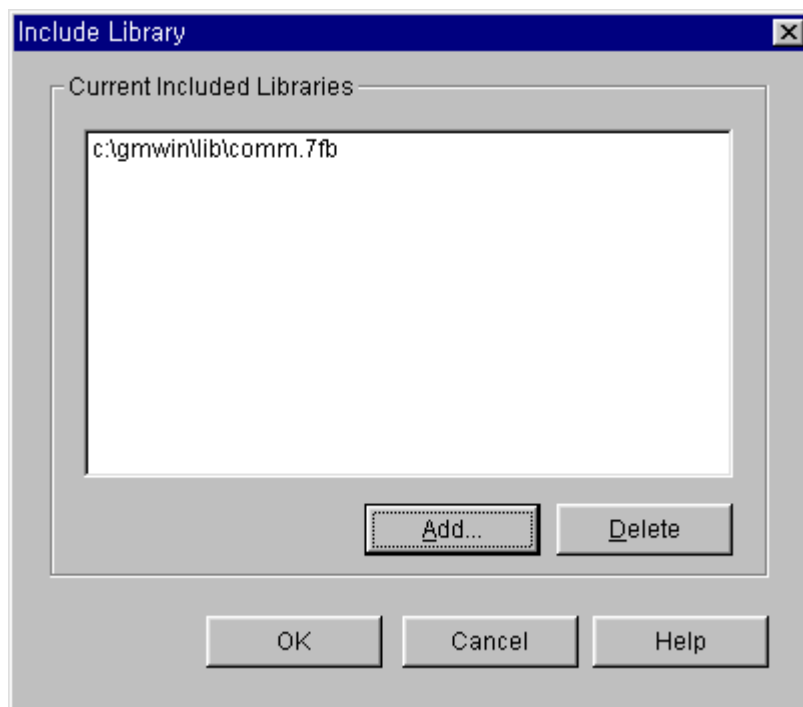 Include Library
Current Included Libraries
c:\gmwin\lib\comm.7fb
Add...
Delete
OK
Cancel
Help